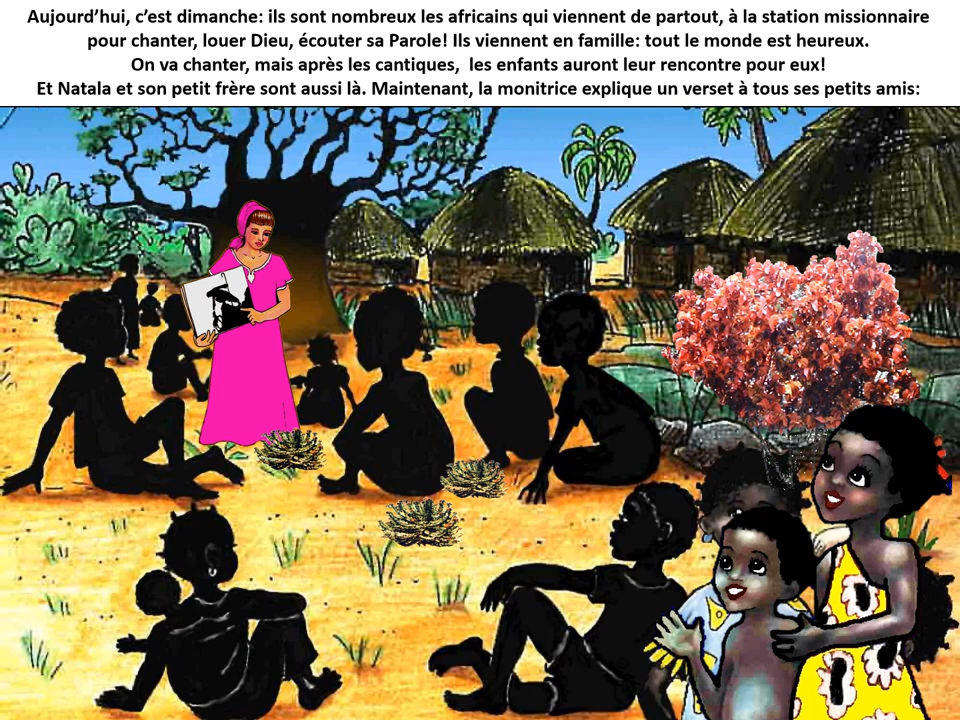 Aujourd’hui, c’est dimanche: ils sont nombreux les africains qui viennent de partout, à la station missionnaire
pour chanter, louer Dieu, écouter sa Parole! Ils viennent en famille: tout le monde est heureux.
On va chanter, mais après les cantiques,  les enfants auront leur rencontre pour eux!
Et Natala et son petit frère sont aussi là. Maintenant, la monitrice explique un verset à tous ses petits amis: